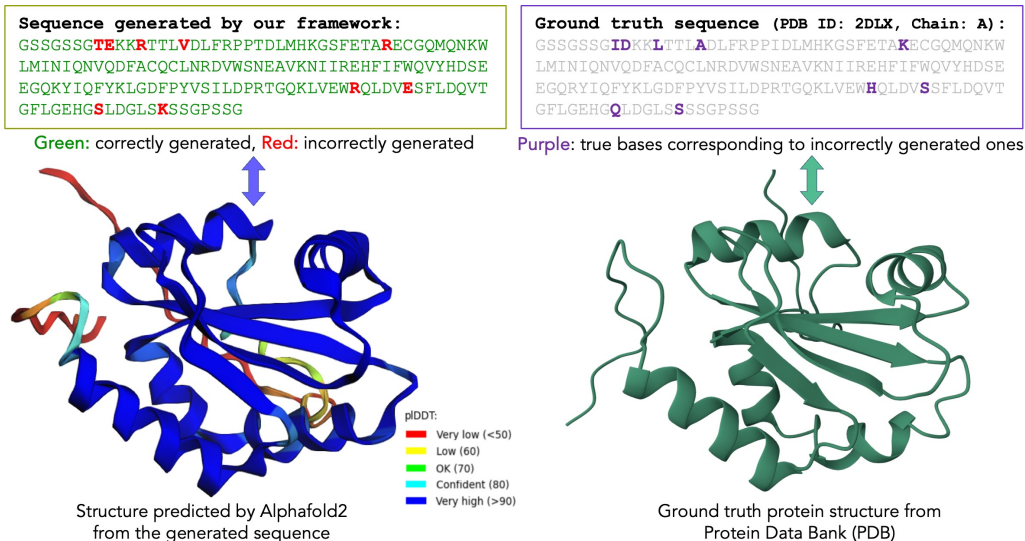 Sequence generated by our framework:
GSSGSSGTEKKRTTLVDLFRPPTDLMHKGSFETARECGQMQNKW
LMINIQNVQDFACQCLNRDVWSNEAVKNIIREHFIFWQVYHDSE
EGQKYIQFYKLGDFPYVSILDPRTGQKLVEWRQLDVESFLDQVT
GFLGEHGSLDGLSKSSGPSSG
Green: correctly generated, Red: incorrectly generated
Ground truth sequence (PDB ID: 2DLX, Chain: A):
GSSGSSGIDKKLTTLADLFRPPIDLMHKGSFETAKECGQMQNKW
LMINIQNVQDFACQCLNRDVWSNEAVKNIIREHFIFWQVYHDSE
EGQRYIQFYKLGDFPYVSILDPRTGQKLVEWHQLDVSSFLDQVT
GFLGEHGQLDGLSSSSGPSSG
Purple: true bases corresponding to incorrectly generated ones
plDDT:
Very low (<50)
Low (60)
OK (70)
Confident (80)
Very high (>90)
Structure predicted by Alphafold2
from the generated sequence
Ground truth protein structure from
Protein Data Bank (PDB)